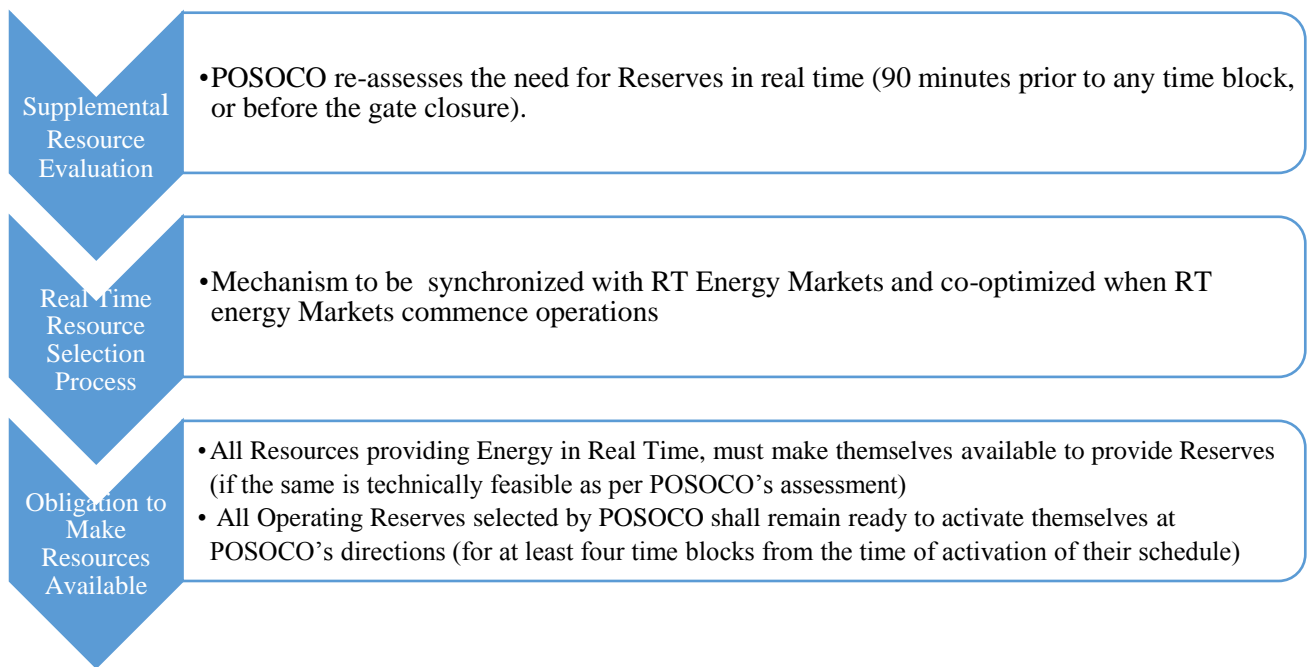 Supplemental
Resource
Evaluation
•POSOCO re-assesses the need for Reserves in real time (90 minutes prior to any time block,
or before the gate closure).
Real Time
Resource
Selection
Process
•Mechanism to be synchronized with RT Energy Markets and co-optimized when RT
energy Markets commence operations
Obligation to
Make
Resources
Available
•All Resources providing Energy in Real Time, must make themselves available to provide Reserves
(if the same is technically feasible as per POSOCO's assessment)
• All Operating Reserves selected by POSOCO shall remain ready to activate themselves at
POSOCO's directions (for at least four time blocks from the time of activation of their schedule)